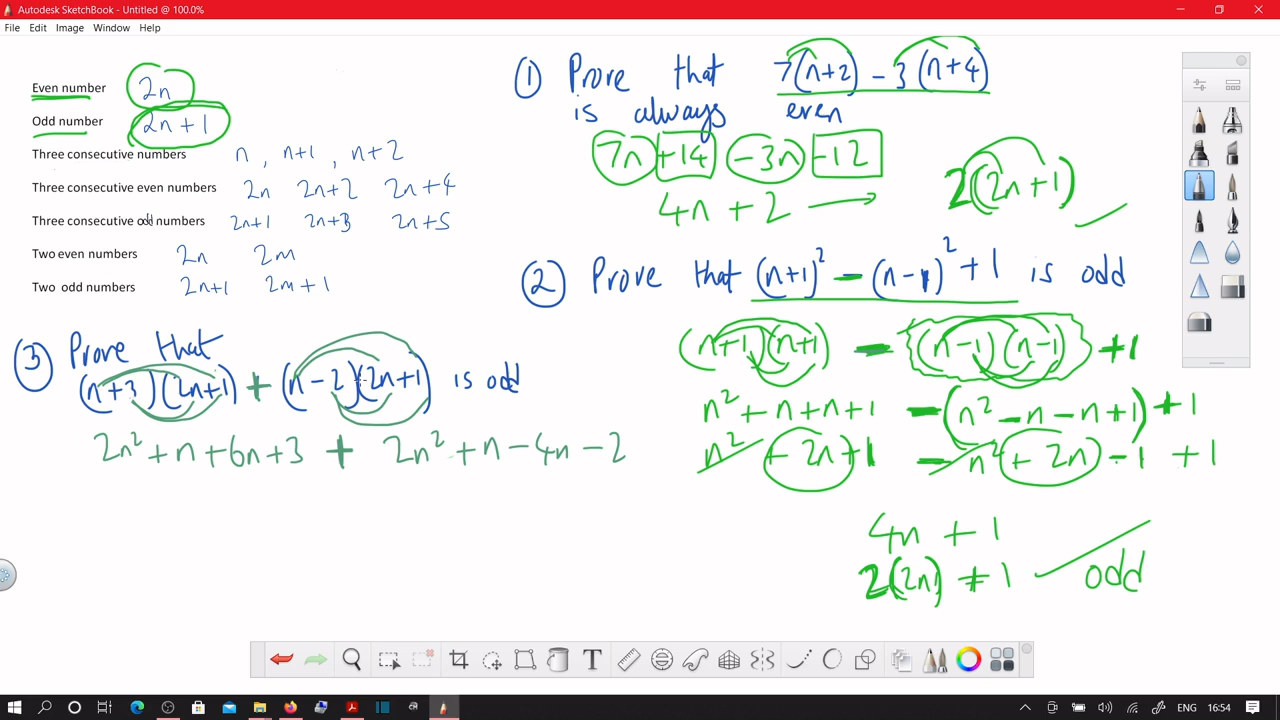 Autodesk SketchBook - [Untitled @ 100.0%
File Edit Image Window Help
Even number 2n
Odd number 2n + 1
Three consecutive numbers n , n+1 , n+2
Three consecutive even numbers 2n 2n+2 2n+4
Three consecutive odd numbers 2n+1 2n+3 2n+5
Two even numbers 2n 2m
Two odd numbers 2n+1 2m+1
① Prove that 7(n+2) - 3(n+4)
is always even
7n +14 -3n -12
4n + 2 → 2(2n+1)
② Prove that (n+1)² - (n-1)² + 1 is odd
(n+1)(n+1) - (n-1)(n-1) +1
n² + n + n + 1 - (n² - n - n + 1) + 1
n² + 2n + 1 - n² + 2n - 1 + 1
4n + 1
2(2n) + 1 odd
③ Prove that
(n+3)(2n+1) + (n-2)(2n+1) is odd
2n² + n + 6n + 3 + 2n² + n - 4n - 2
T
ENG 16:54